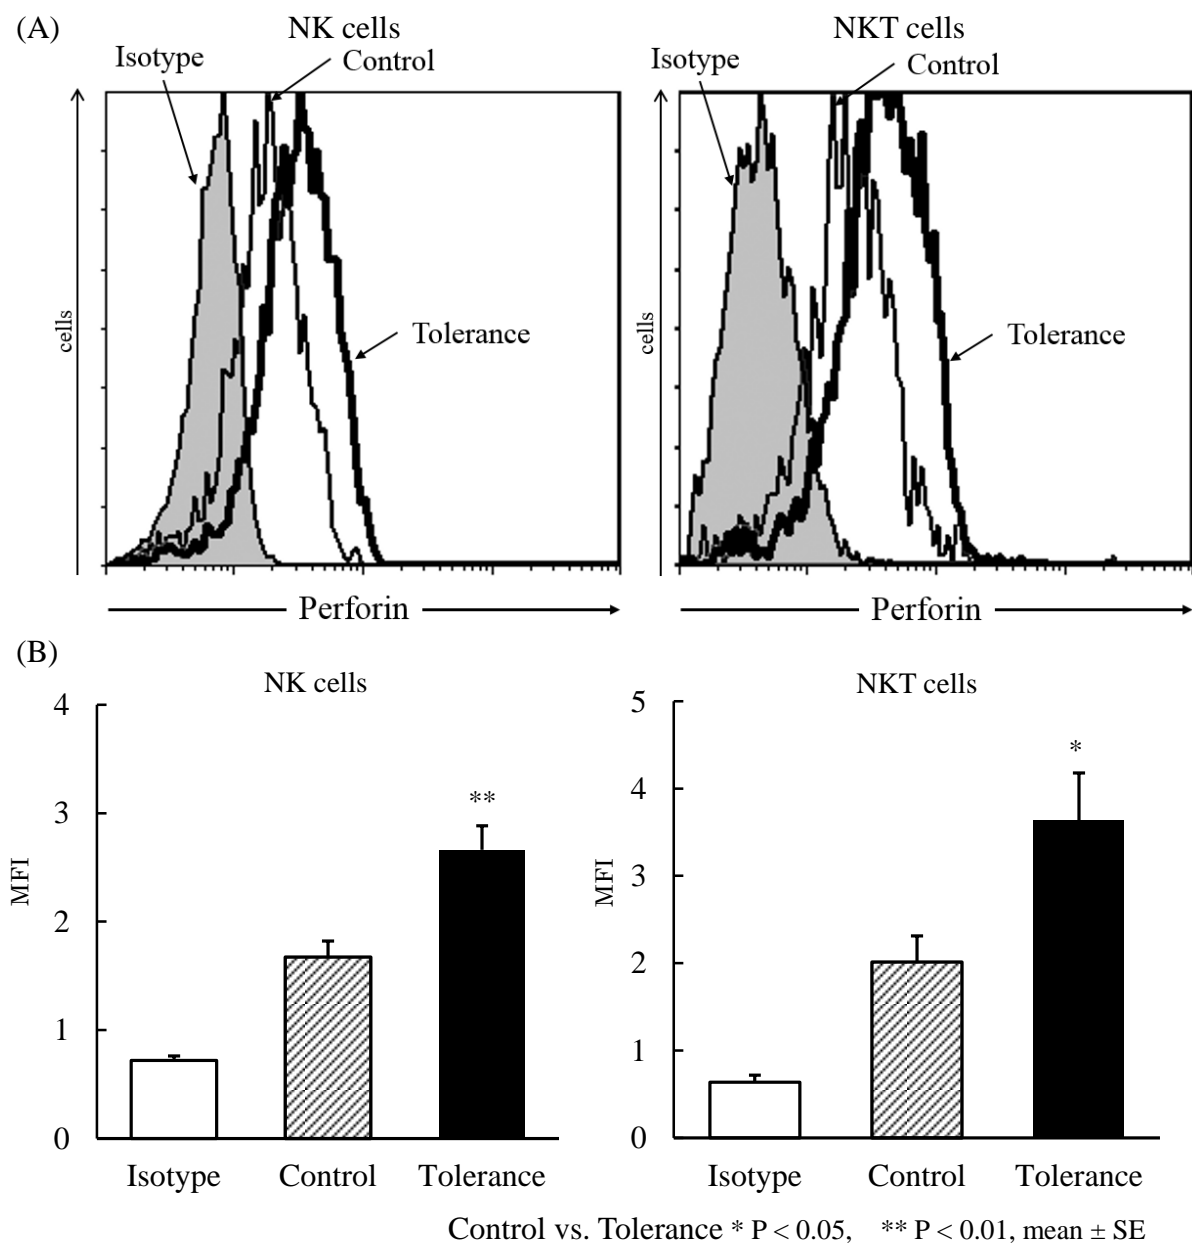 (A)
NK cells
NKT cells
Isotype
Control
Isotype
Control
cells
Tolerance
cells
Tolerance
Perforin
Perforin
(B)
NK cells
NKT cells
4
3
2
1
0
MFI
**
Isotype Control Tolerance
5
4
3
2
1
0
MFI
*
Isotype Control Tolerance
Control vs. Tolerance * P < 0.05, ** P < 0.01, mean ± SE